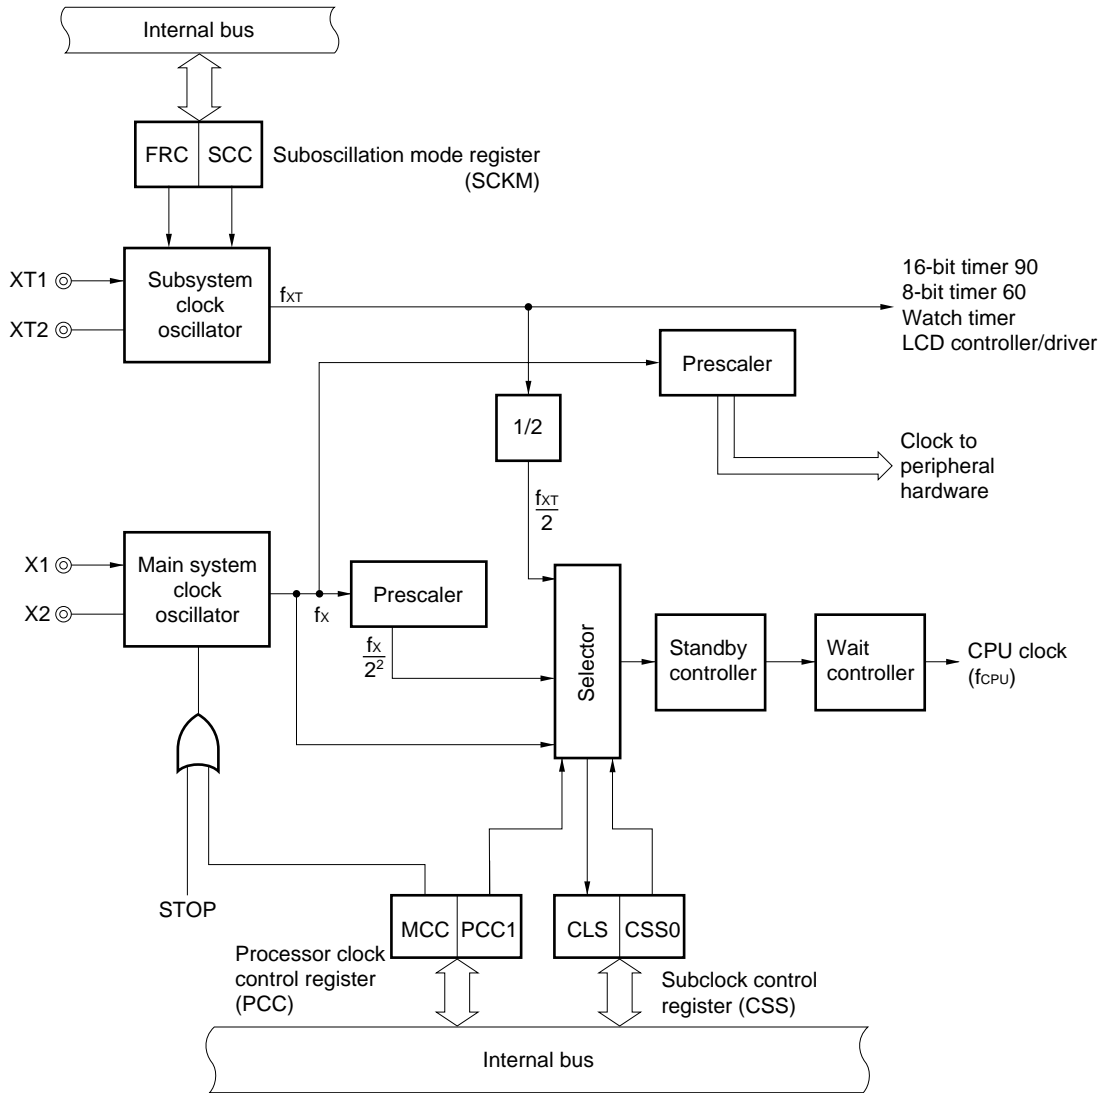 Internal bus
FRC
SCC
Suboscillation mode register
(SCKM)
XT1
XT2
Subsystem
clock
oscillator
fXT
16-bit timer 90
8-bit timer 60
Watch timer
LCD controller/driver
Prescaler
1/2
Clock to
peripheral
hardware
fXT
2
X1
X2
Main system
clock
oscillator
fX
Prescaler
fX
2²
Selector
Standby
controller
Wait
controller
CPU clock
(fCPU)
STOP
MCC
PCC1
CLS
CSS0
Processor clock
control register
(PCC)
Subclock control
register (CSS)
Internal bus